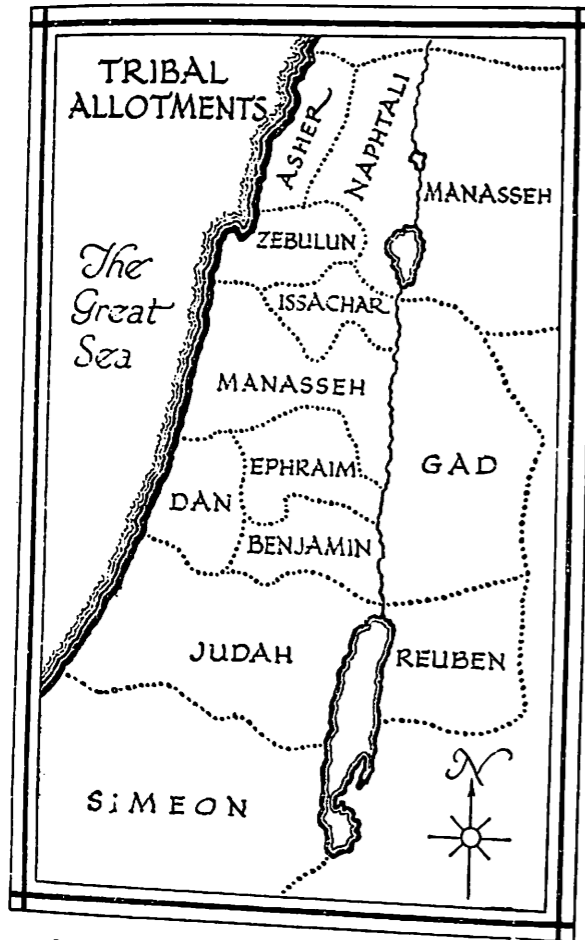 TRIBAL
ALLOTMENTS
ASHER
NAPHTALI
MANASSEH
ZEBULUN
The
Great
Sea
ISSACHAR
MANASSEH
EPHRAIM
GAD
DAN
BENJAMIN
JUDAH
REUBEN
N
SiMEON